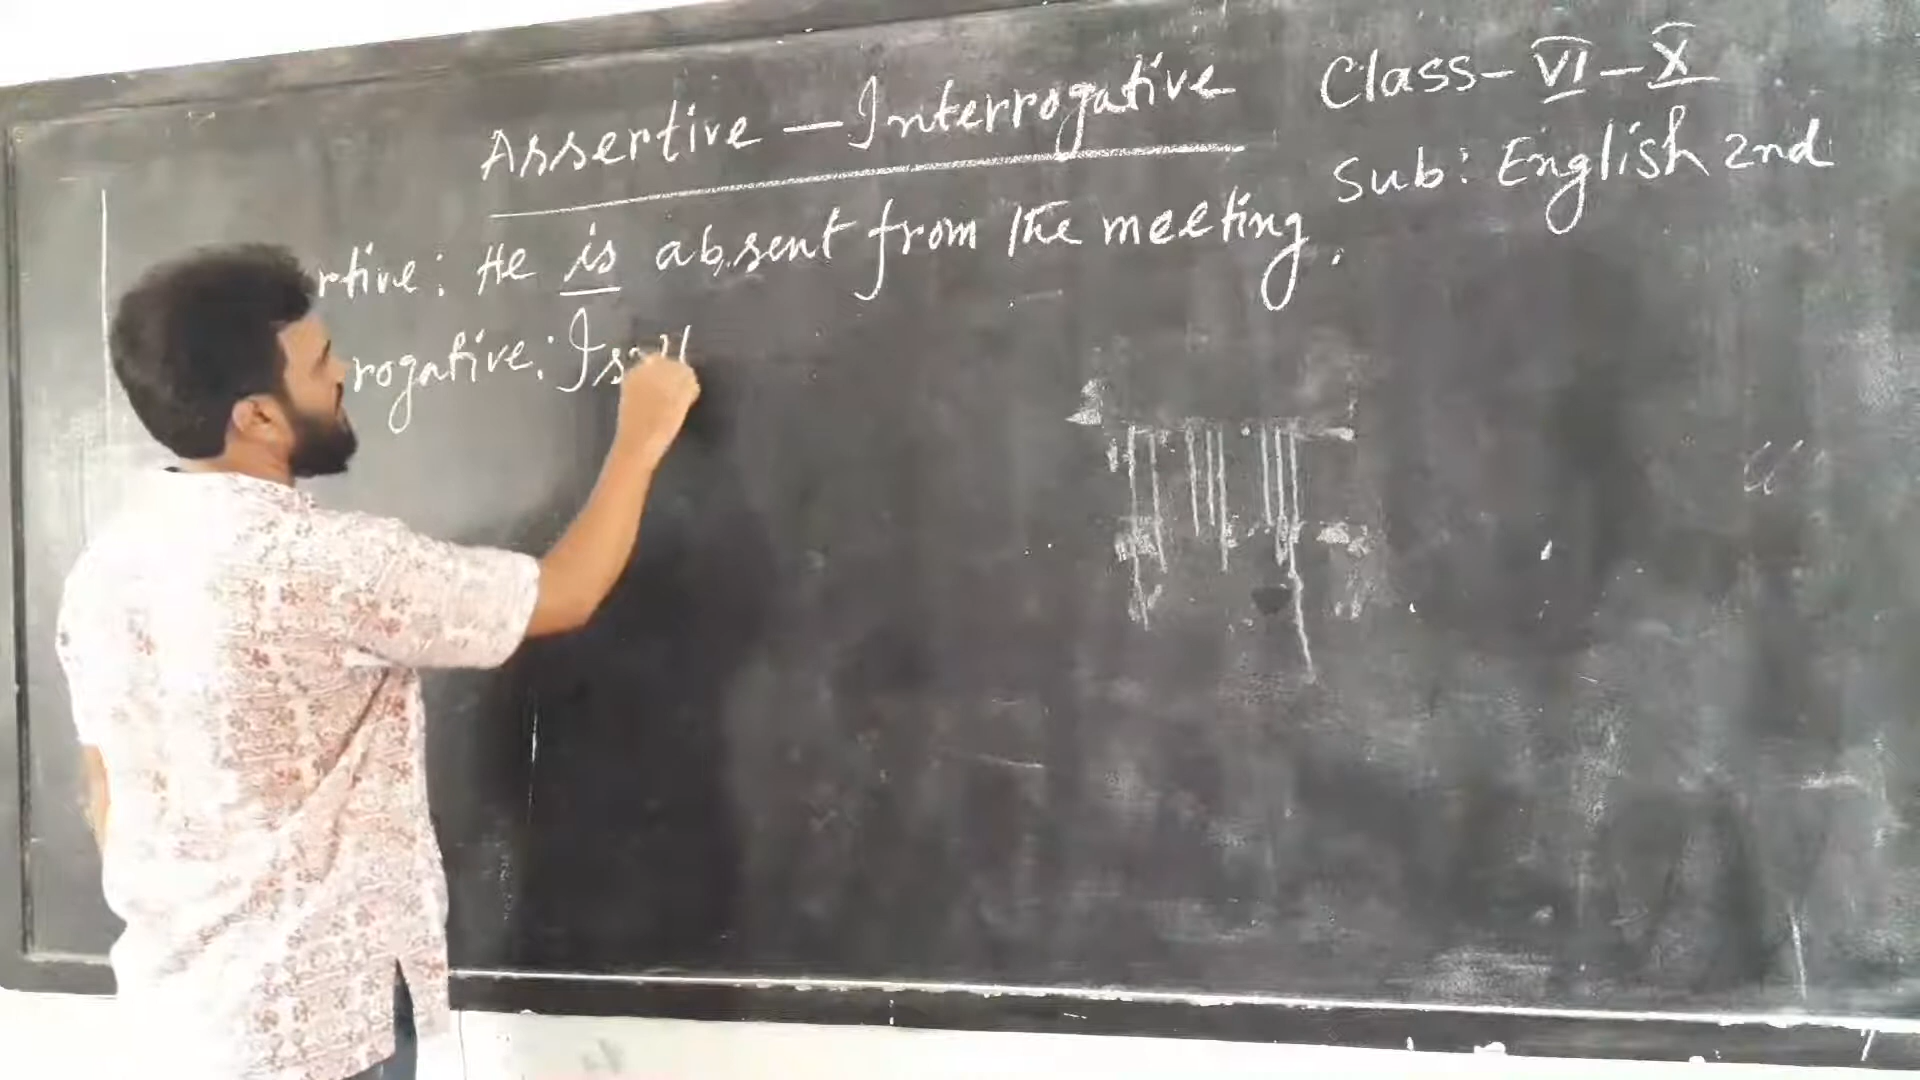 Assertive – Interrogative
Class – VI – X
Sub: English 2nd
rtive: He is absent from the meeting.
rogative: Is